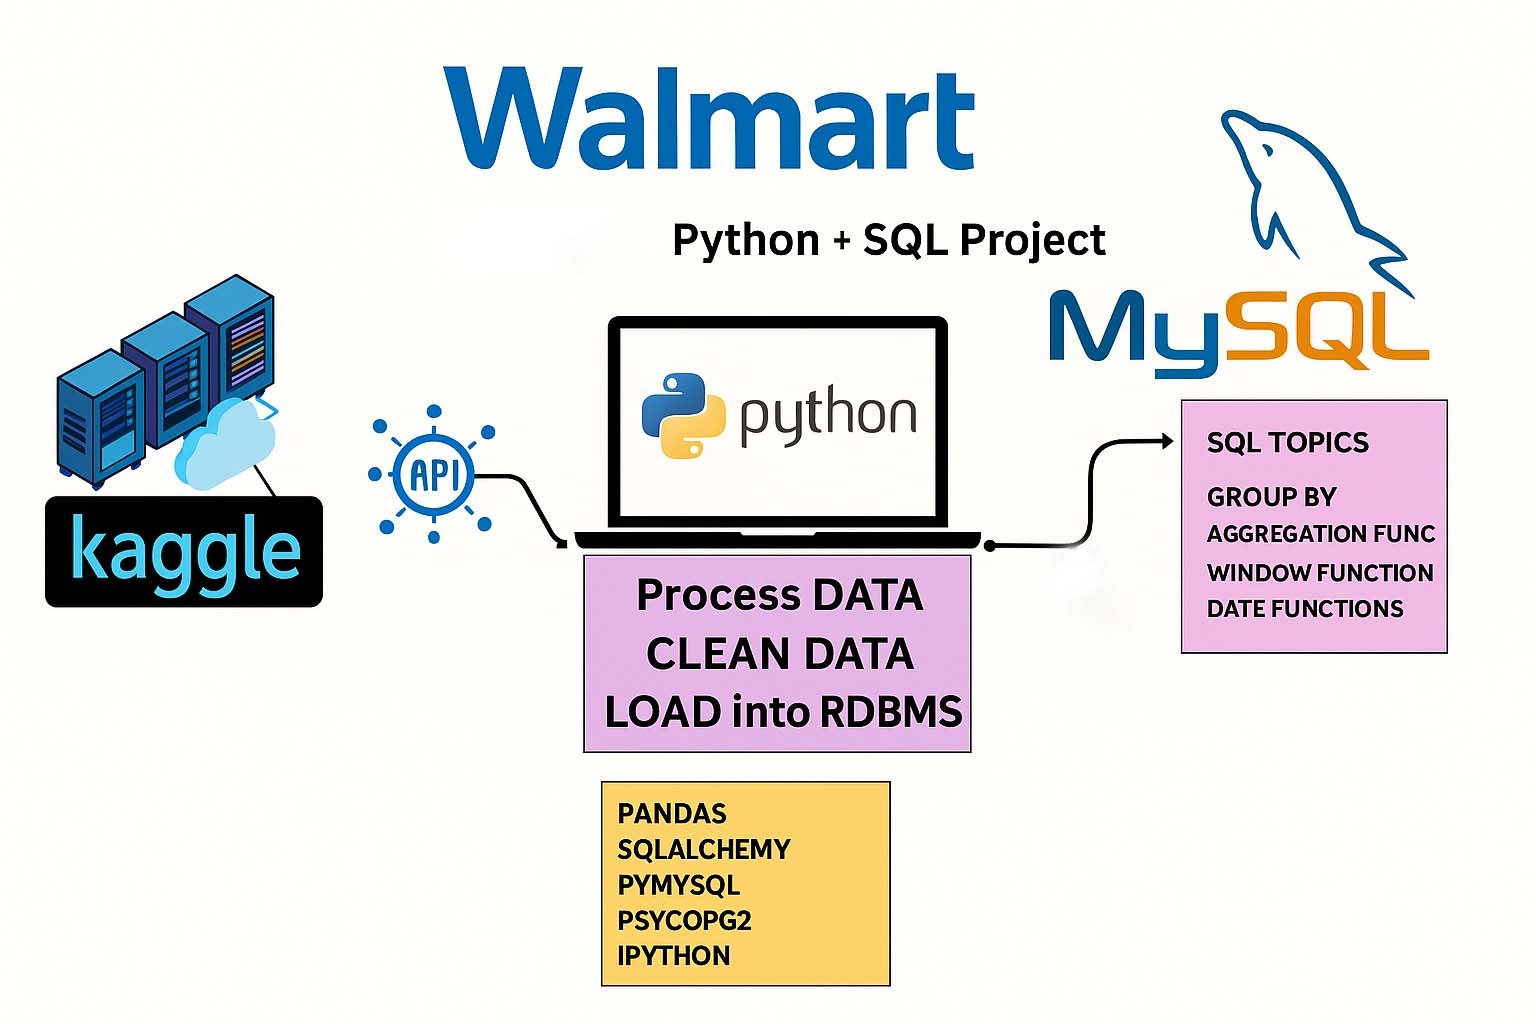 Walmart
Python + SQL Project
MySQL
kaggle
API
python
Process DATA
CLEAN DATA
LOAD into RDBMS
SQL TOPICS
GROUP BY
AGGREGATION FUNC
WINDOW FUNCTION
DATE FUNCTIONS
PANDAS
SQLALCHEMY
PYMYSQL
PSYCOPG2
IPYTHON